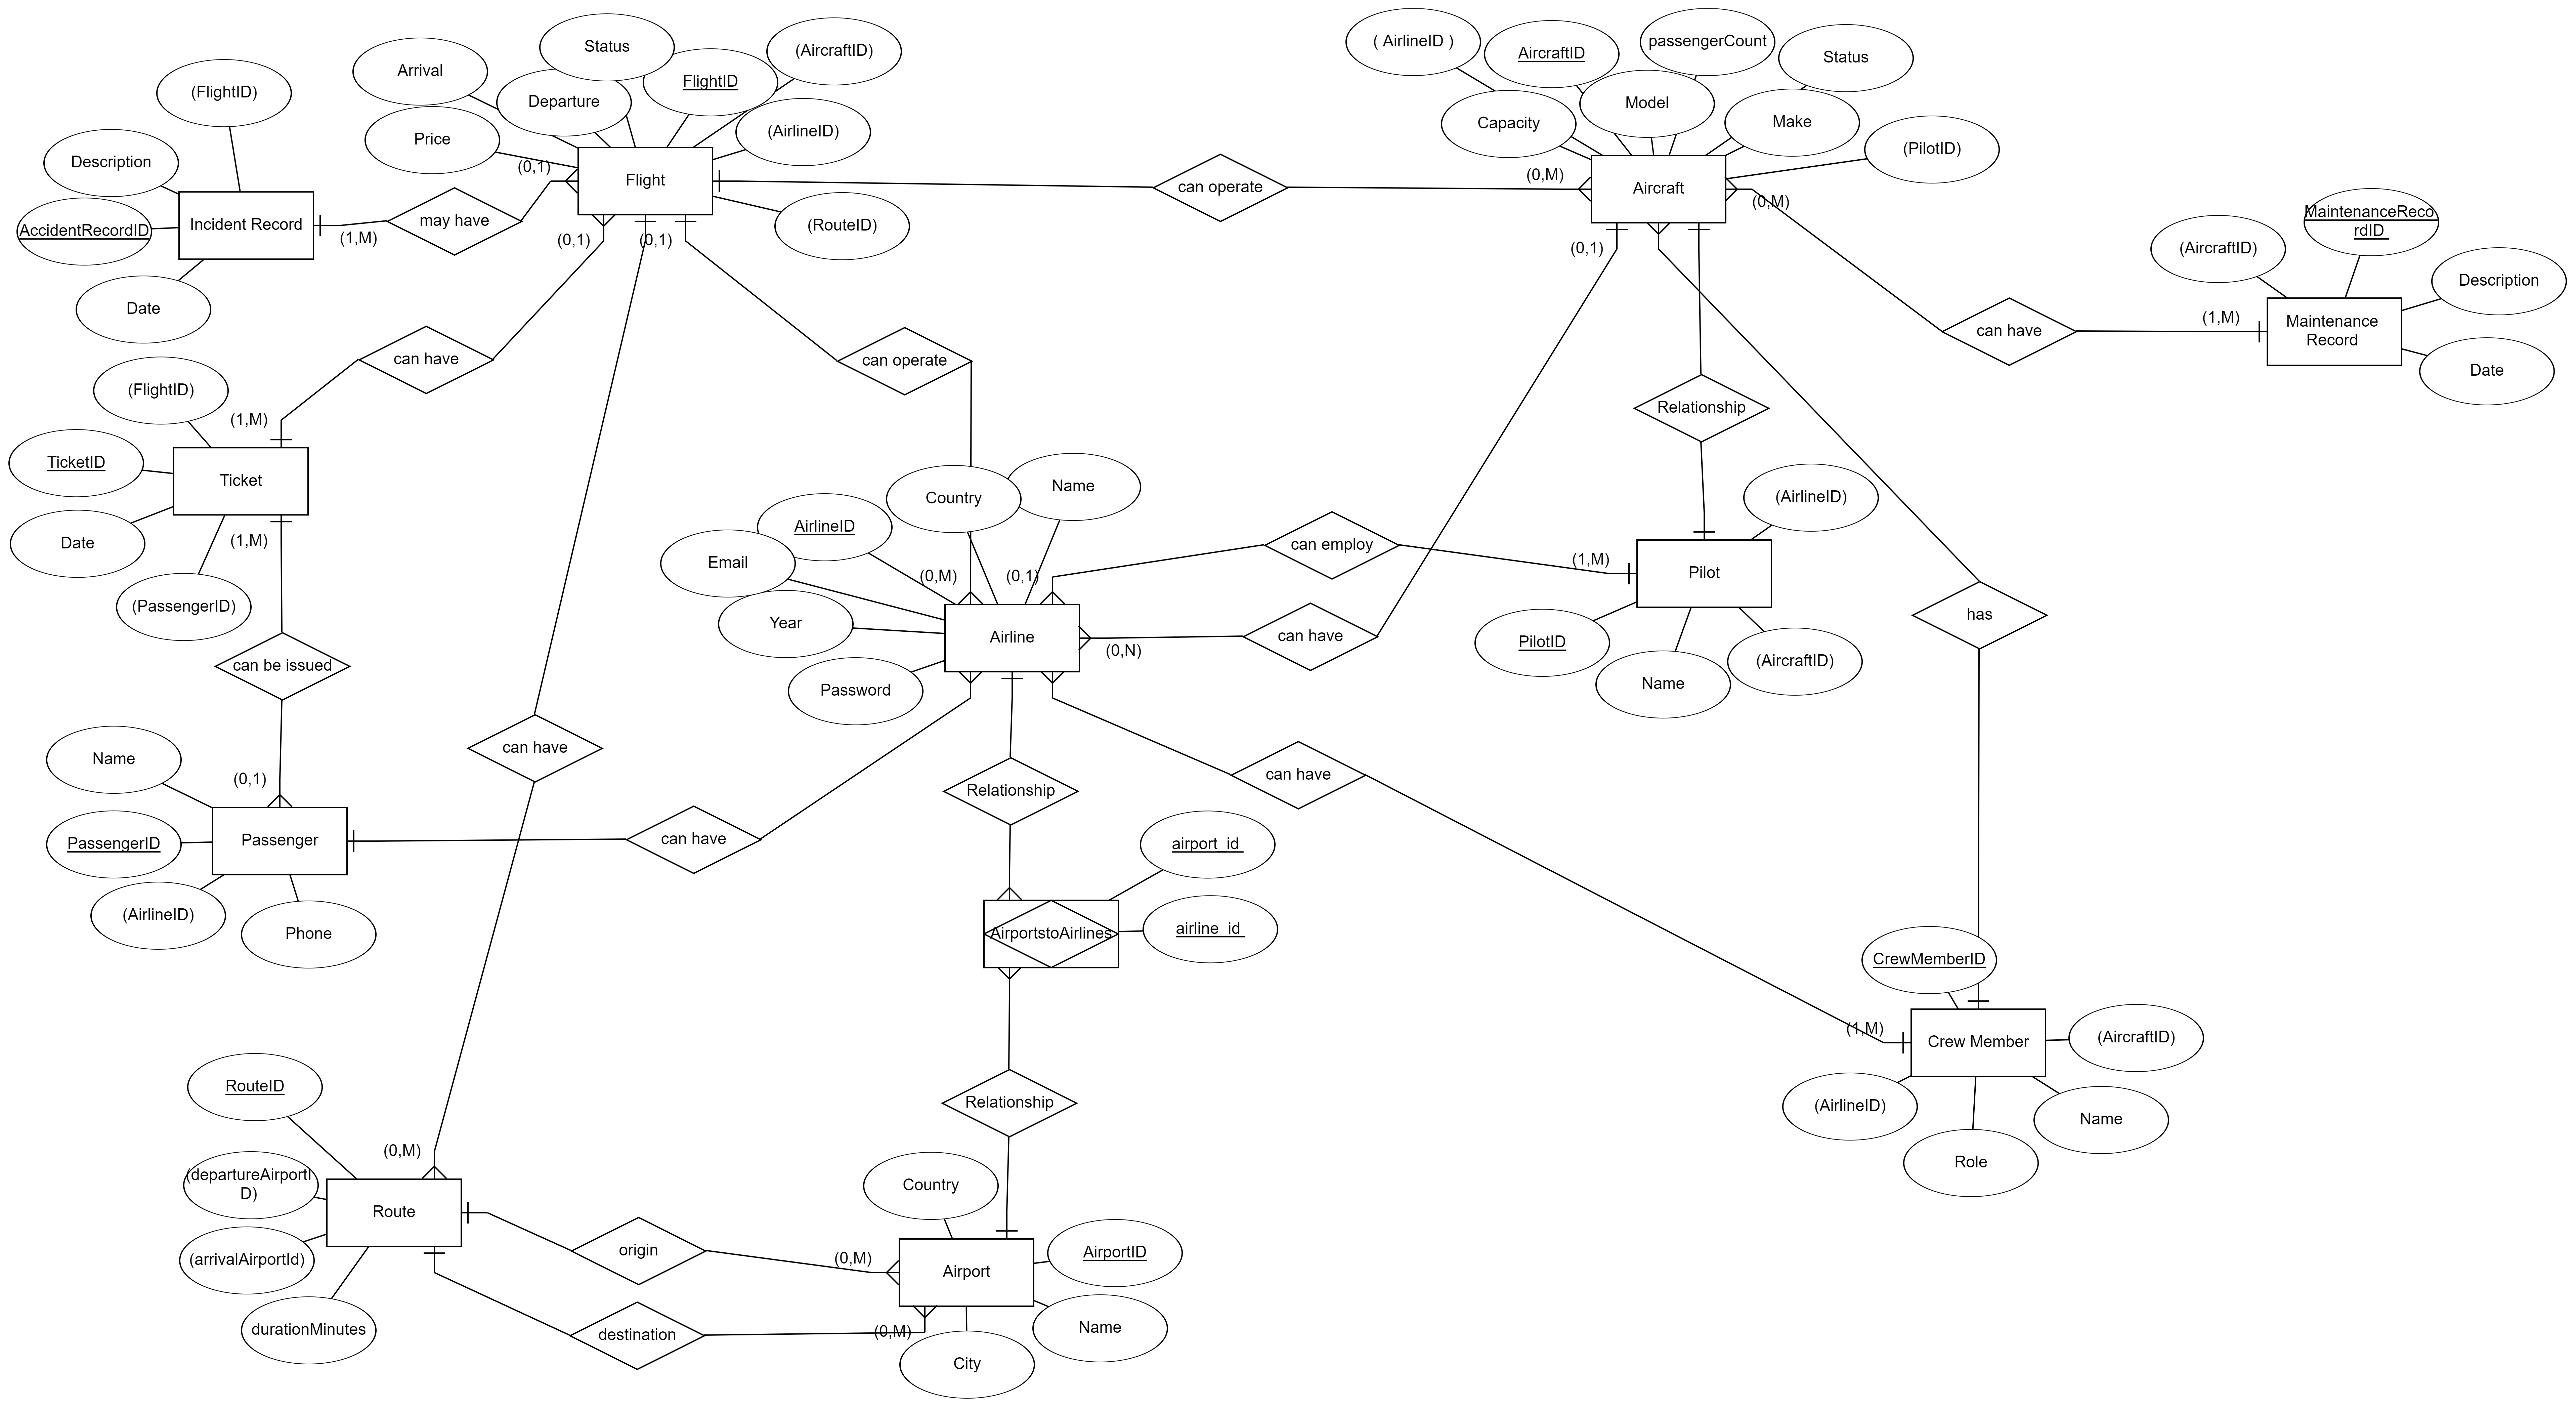 Status
(AircraftID)
( AirlineID )
AircraftID
passengerCount
Status
Arrival
FlightID
(FlightID)
Departure
Model
Capacity
Make
Price
(AirlineID)
(PilotID)
Description
(0,1)
Flight
can operate
(0,M)
Aircraft
(0,M)
AccidentRecordID
Incident Record
may have
(1,M)
(0,1)
(0,1)
(RouteID)
(0,1)
(AircraftID)
MaintenanceReco
rdID
Description
Date
can have
can operate
can have
(1,M)
Maintenance
Record
Date
(FlightID)
(1,M)
Relationship
TicketID
Ticket
Country
Name
(AirlineID)
AirlineID
Date
(1,M)
Email
(0,M)
(0,1)
can employ
(1,M)
Pilot
(PassengerID)
Year
Airline
(0,N)
can have
PilotID
(AircraftID)
has
can be issued
Password
Name
Name
(0,1)
can have
Relationship
can have
PassengerID
Passenger
can have
airport_id
(AirlineID)
Phone
AirportstoAirlines
airline_id
CrewMemberID
(1,M)
Crew Member
(AircraftID)
RouteID
Relationship
(AirlineID)
Name
(0,M)
Role
(departureAirportI
D)
Route
Country
(arrivalAirportId)
origin
(0,M)
Airport
AirportID
durationMinutes
destination
(0,M)
Name
City